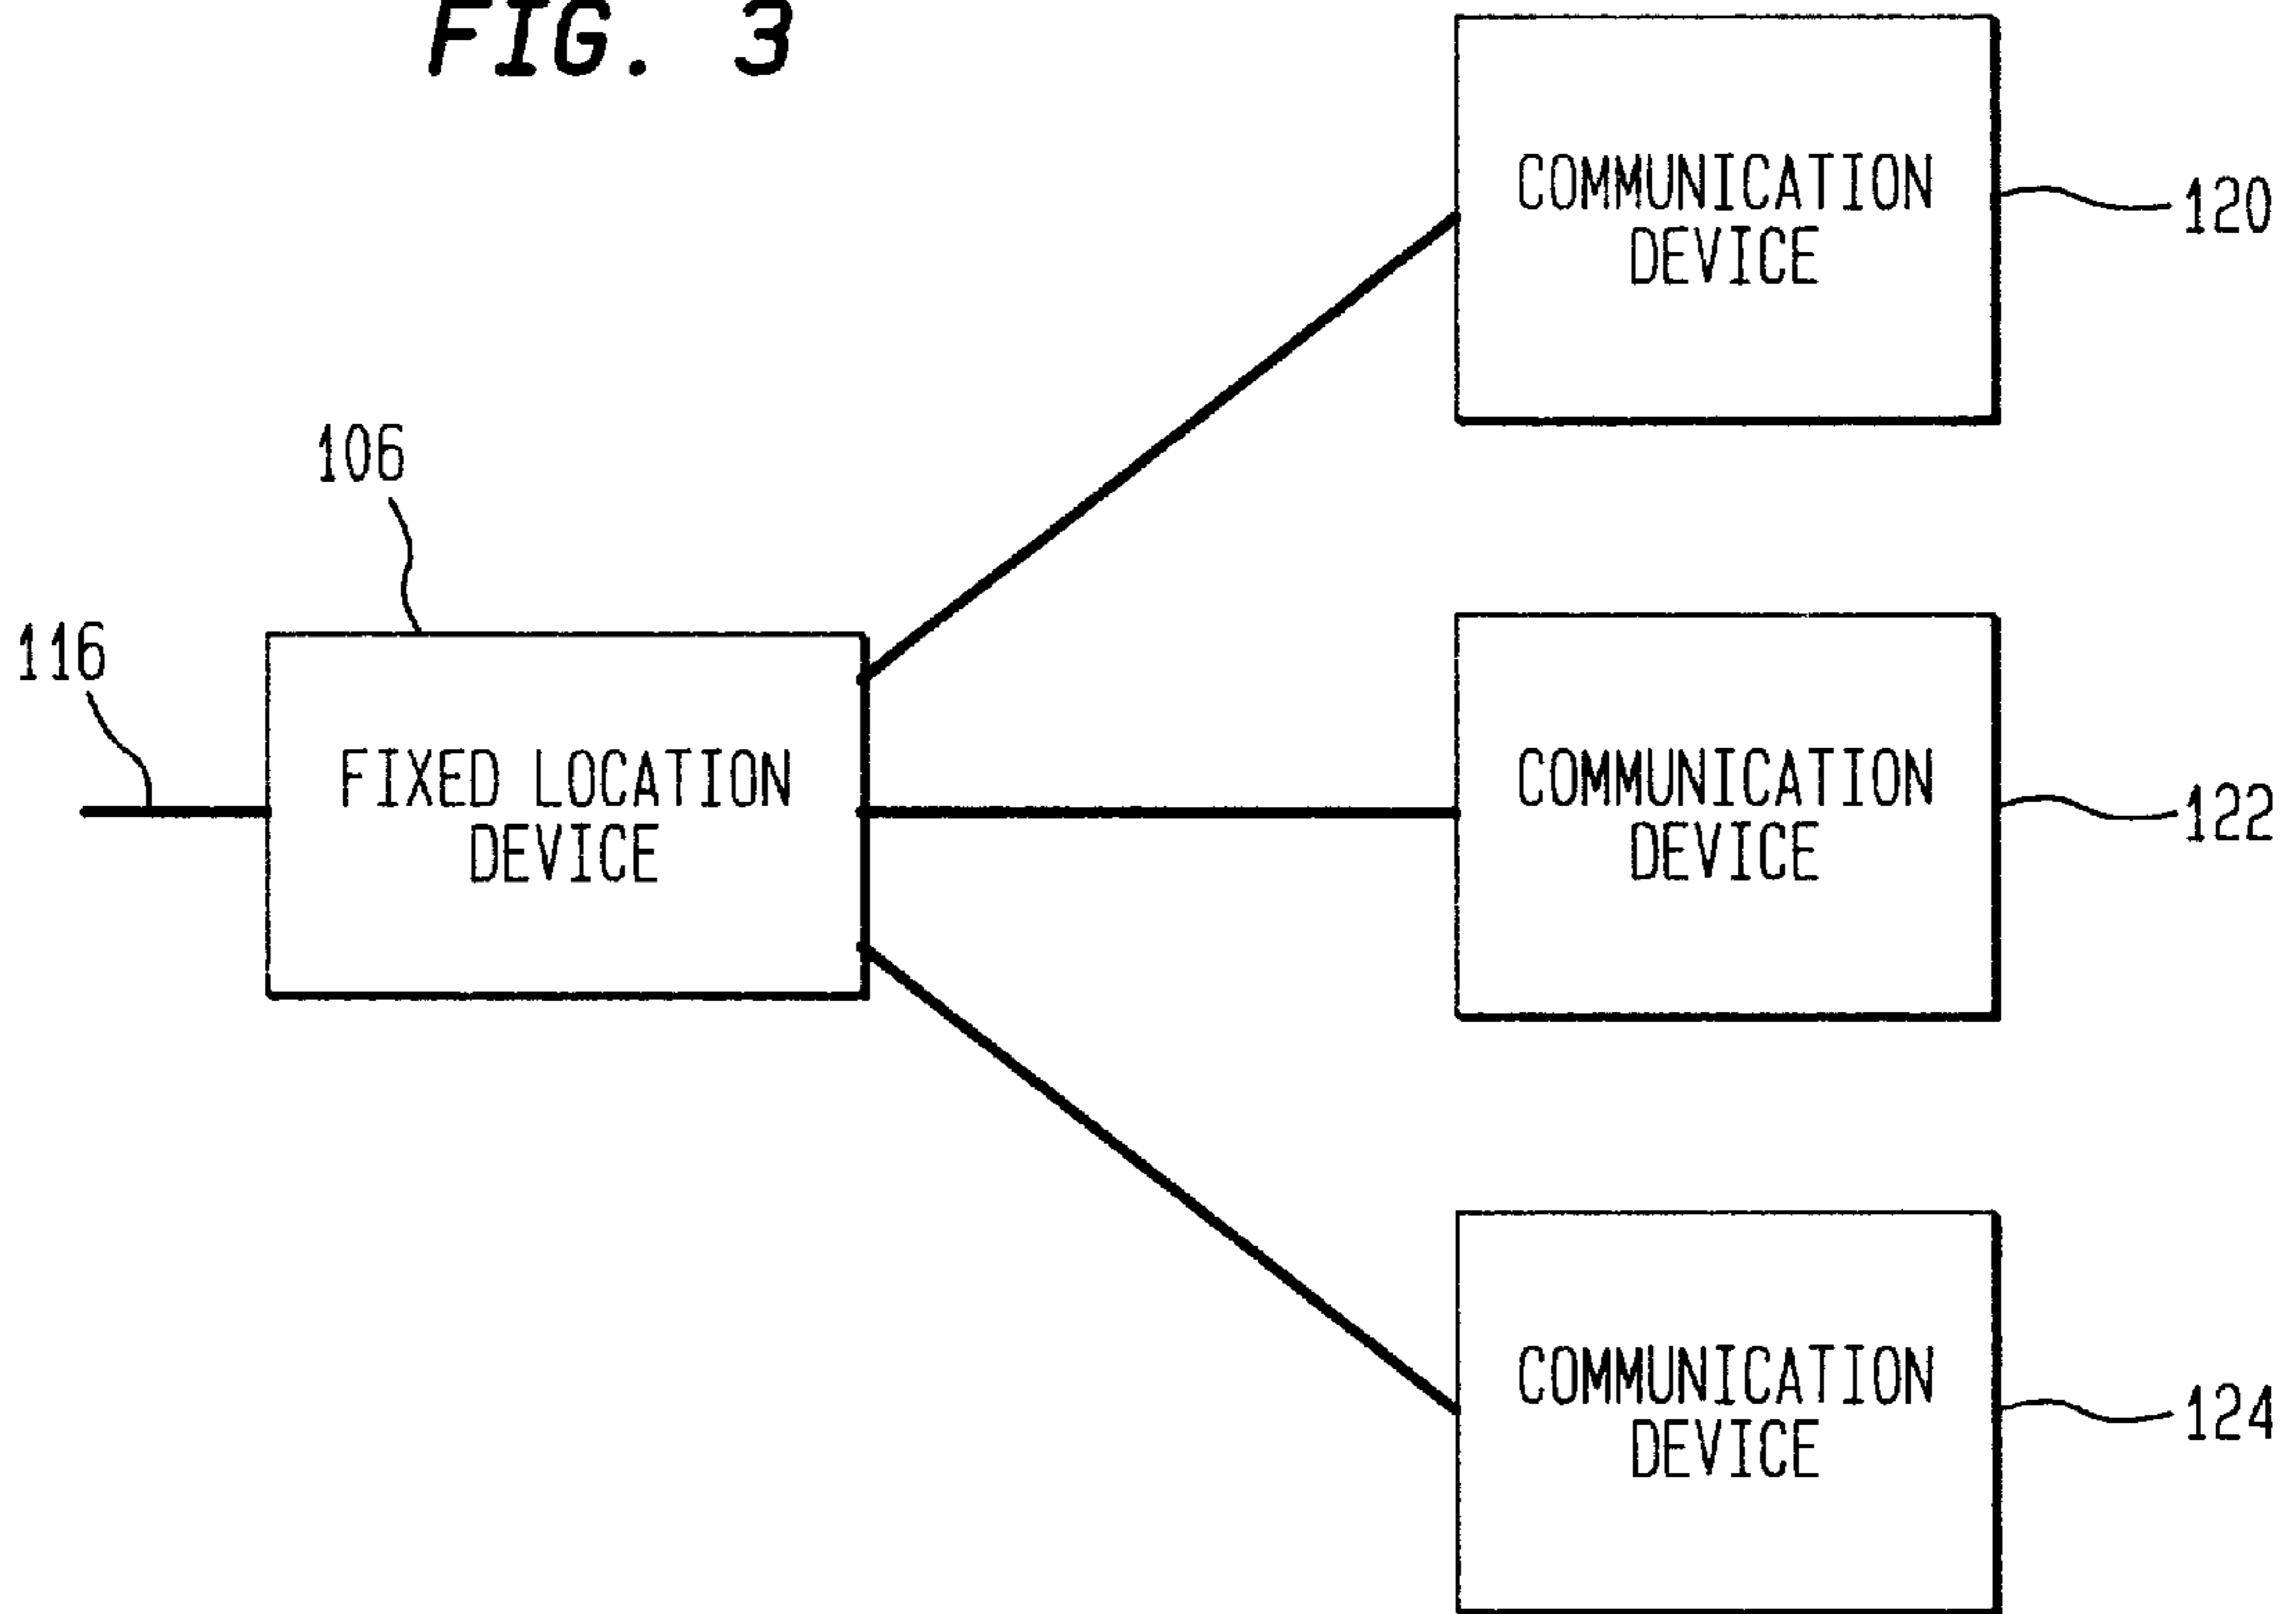 FIG. 3
COMMUNICATION
DEVICE
120
106
116
FIXED LOCATION
DEVICE
COMMUNICATION
DEVICE
122
COMMUNICATION
DEVICE
124